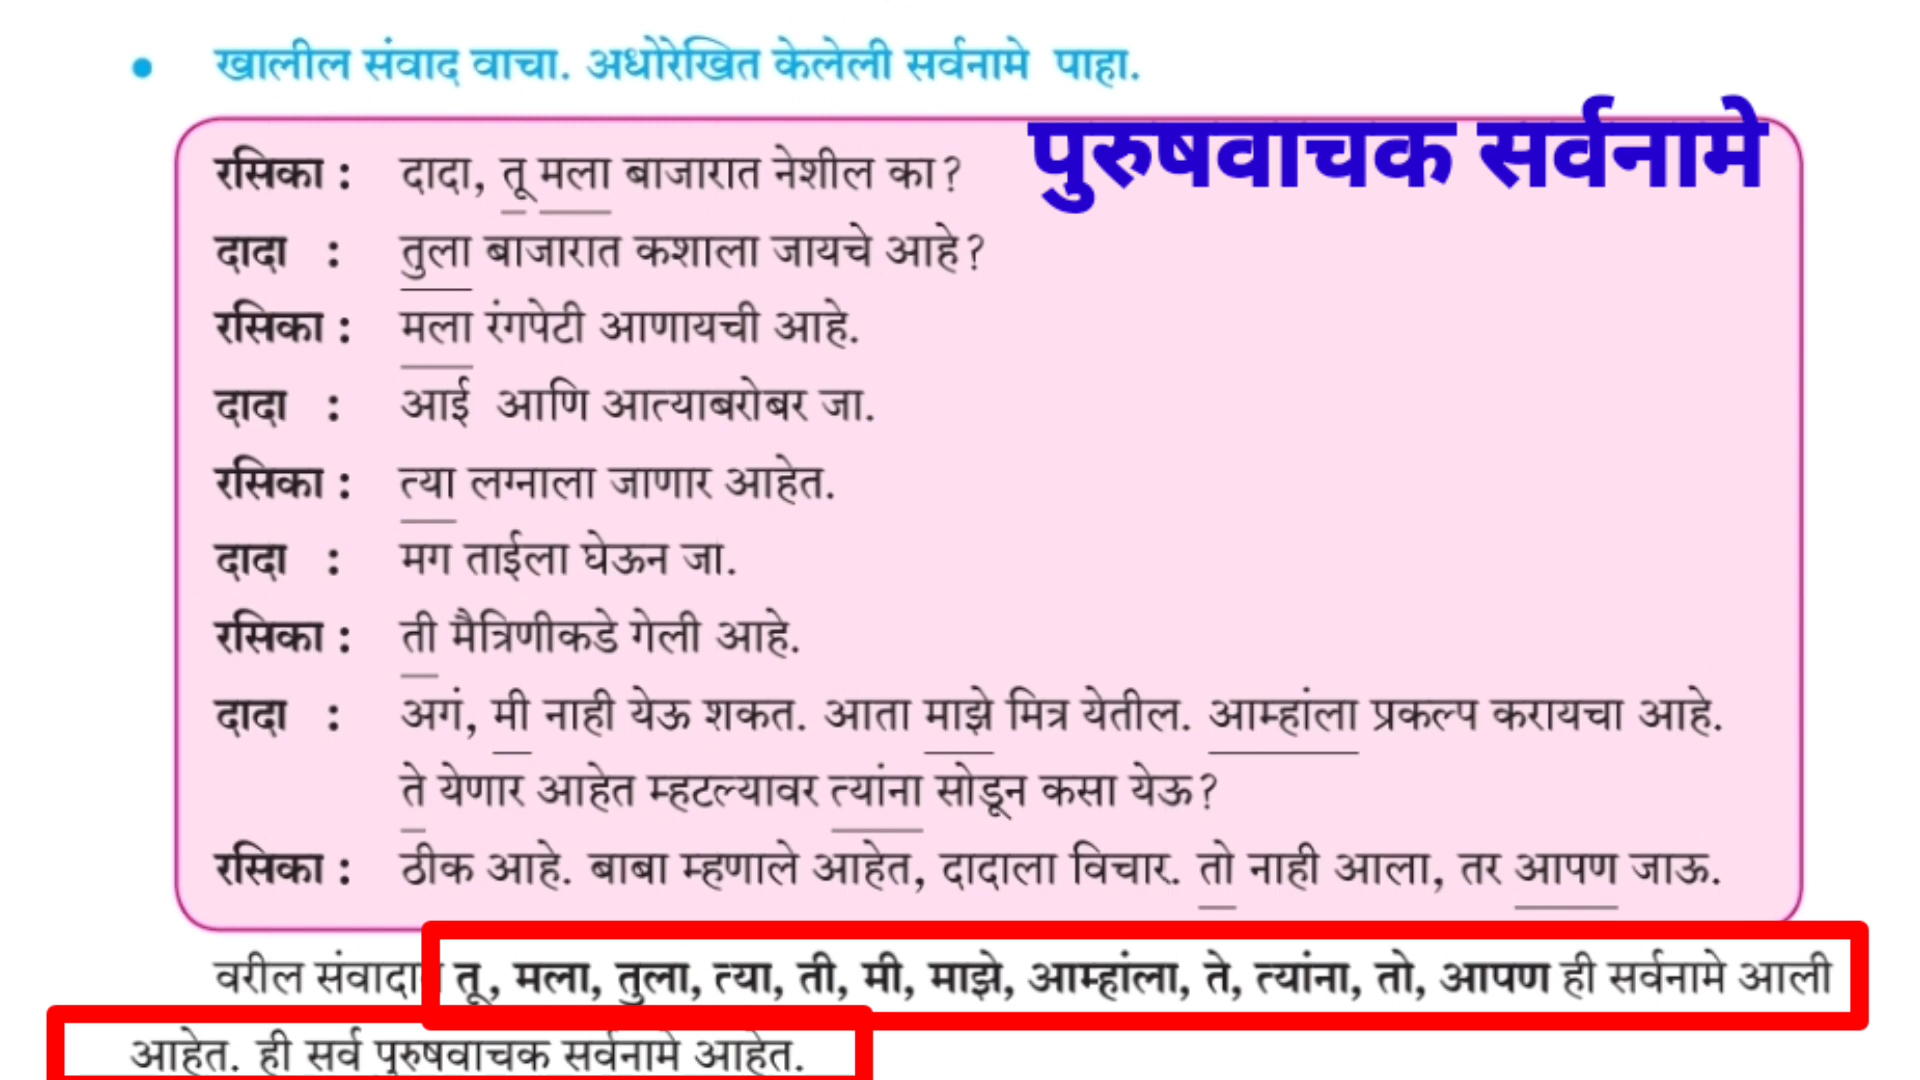 • खालील संवाद वाचा. अधोरेखित केलेली सर्वनामे पाहा.
पुरुषवाचक सर्वनामे
रसिका : दादा, तू मला बाजारात नेशील का?
दादा : तुला बाजारात कशाला जायचे आहे?
रसिका : मला रंगपेटी आणायची आहे.
दादा : आई आणि आत्याबरोबर जा.
रसिका : त्या लग्नाला जाणार आहेत.
दादा : मग ताईला घेऊन जा.
रसिका : ती मैत्रिणीकडे गेली आहे.
दादा : अगं, मी नाही येऊ शकत. आता माझे मित्र येतील. आम्हांला प्रकल्प करायचा आहे.
ते येणार आहेत म्हटल्यावर त्यांना सोडून कसा येऊ?
रसिका : ठीक आहे. बाबा म्हणाले आहेत, दादाला विचार. तो नाही आला, तर आपण जाऊ.
वरील संवादा तू, मला, तुला, त्या, ती, मी, माझे, आम्हांला, ते, त्यांना, तो, आपण ही सर्वनामे आली
आहेत. ही सर्व पुरुषवाचक सर्वनामे आहेत.